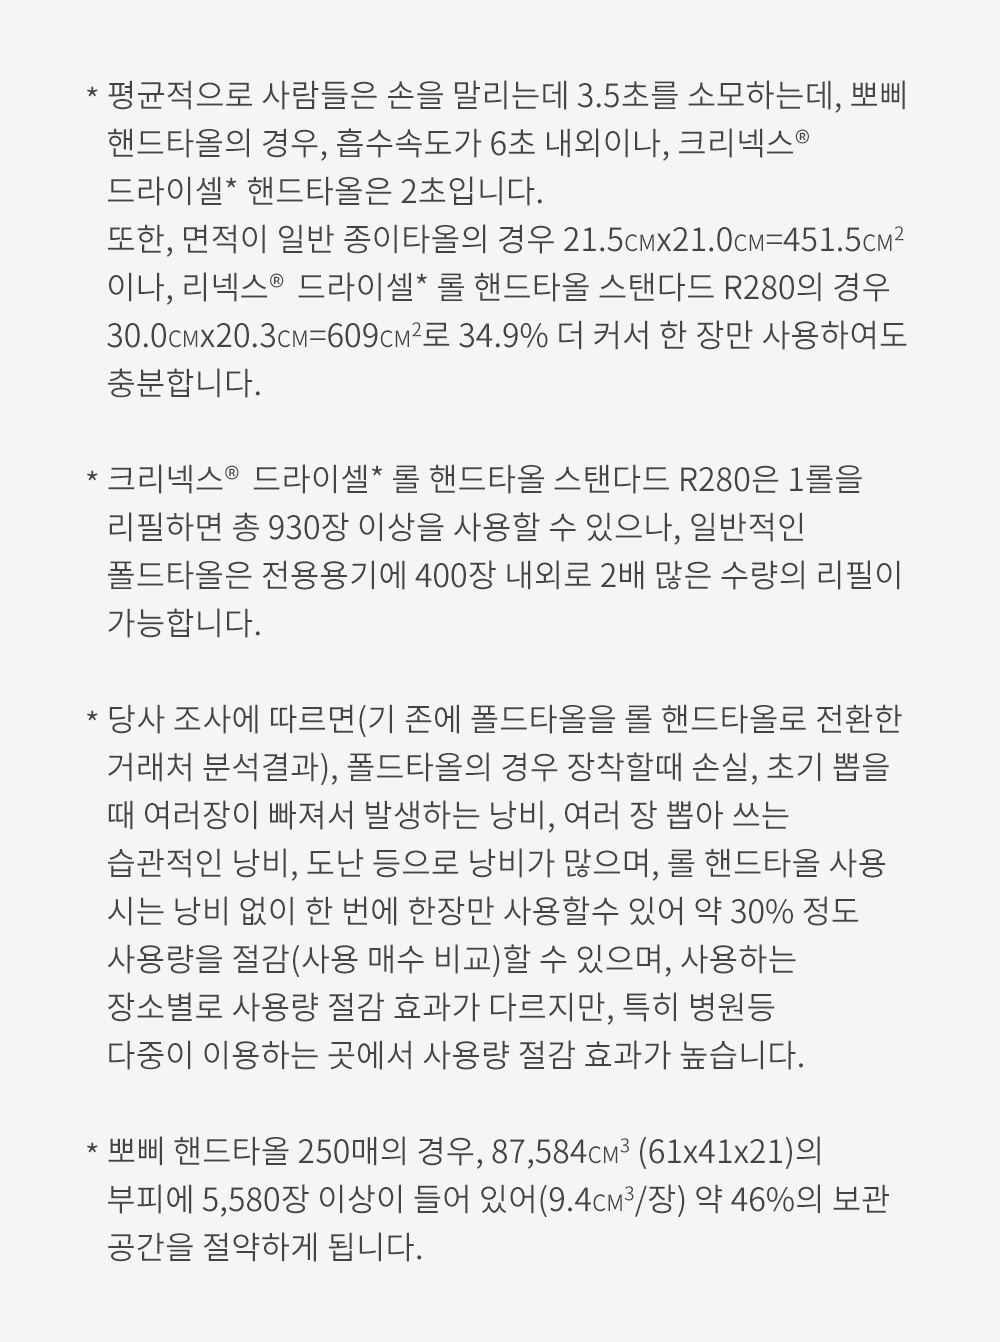 * 평균적으로 사람들은 손을 말리는데 3.5초를 소모하는데, 뽀삐
핸드타올의 경우, 흡수속도가 6초 내외이나, 크리넥스®
드라이셀* 핸드타올은 2초입니다.
또한, 면적이 일반 종이타올의 경우 21.5CMx21.0CM=451.5CM²
이나, 리넥스® 드라이셀* 롤 핸드타올 스탠다드 R280의 경우
30.0CMx20.3CM=609CM²로 34.9% 더 커서 한 장만 사용하여도
충분합니다.
* 크리넥스® 드라이셀* 롤 핸드타올 스탠다드 R280은 1롤을
리필하면 총 930장 이상을 사용할 수 있으나, 일반적인
폴드타올은 전용용기에 400장 내외로 2배 많은 수량의 리필이
가능합니다.
* 당사 조사에 따르면(기 존에 폴드타올을 롤 핸드타올로 전환한
거래처 분석결과), 폴드타올의 경우 장착할때 손실, 초기 뽑을
때 여러장이 빠져서 발생하는 낭비, 여러 장 뽑아 쓰는
습관적인 낭비, 도난 등으로 낭비가 많으며, 롤 핸드타올 사용
시는 낭비 없이 한 번에 한장만 사용할수 있어 약 30% 정도
사용량을 절감(사용 매수 비교)할 수 있으며, 사용하는
장소별로 사용량 절감 효과가 다르지만, 특히 병원등
다중이 이용하는 곳에서 사용량 절감 효과가 높습니다.
* 뽀삐 핸드타올 250매의 경우, 87,584CM³ (61x41x21)의
부피에 5,580장 이상이 들어 있어(9.4CM³/장) 약 46%의 보관
공간을 절약하게 됩니다.